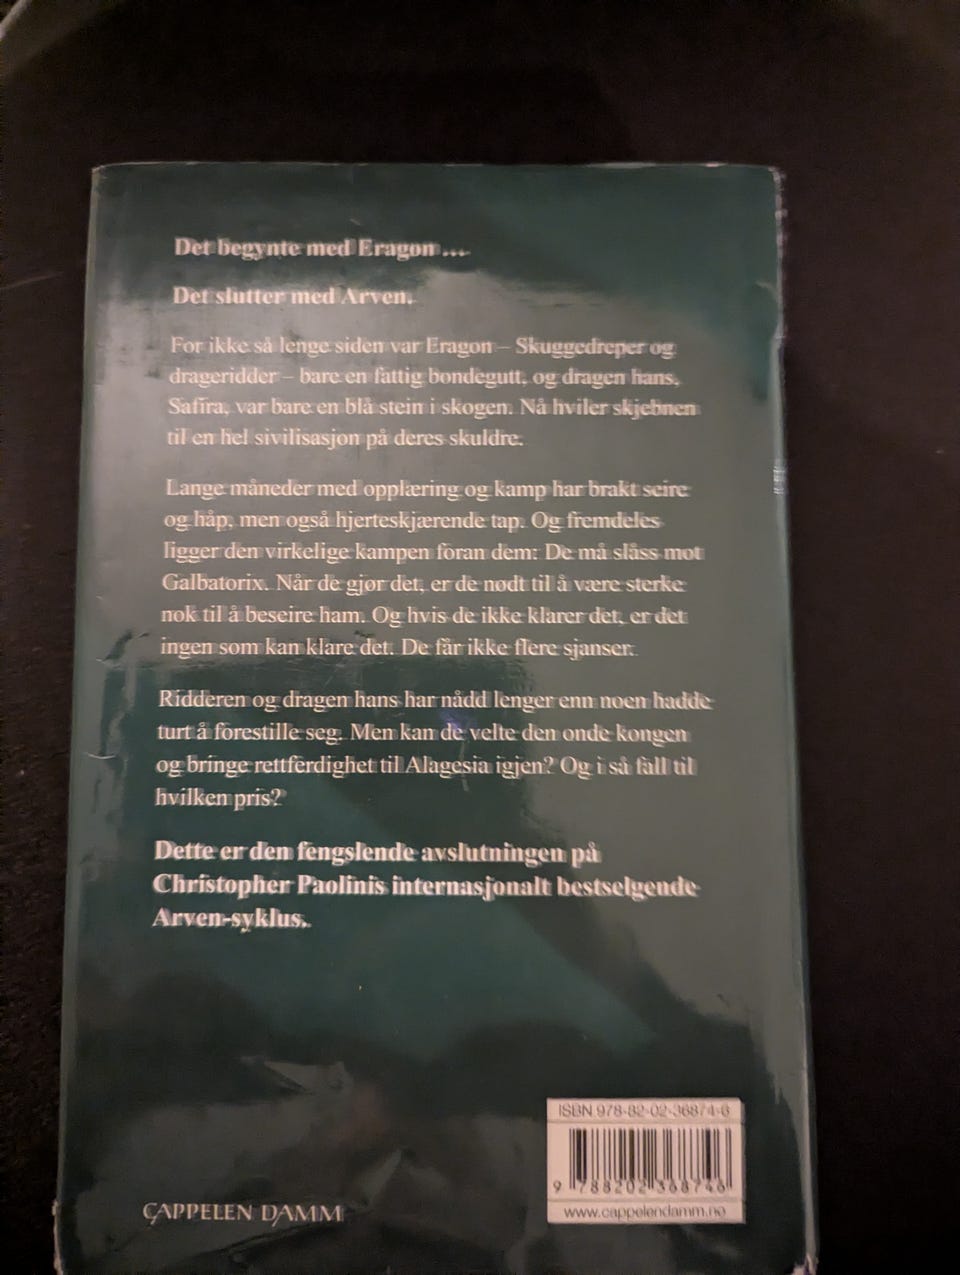 Det begynte med Eragon ...
Det slutter med Arven.
For ikke så lenge siden var Eragon – Skuggedreper og
drageridder – bare en fattig bondegutt, og dragen hans,
Safira, var bare en blå stein i skogen. Nå hviler skjebnen
til en hel sivilisasjon på deres skuldre.
Lange måneder med opplæring og kamp har brakt seire
og håp, men også hjerteskjærende tap. Og fremdeles
ligger den virkelige kampen foran dem: De må slåss mot
Galbatorix. Når de gjør det, er de nødt til å være sterke
nok til å beseire ham. Og hvis de ikke klarer det, er det
ingen som kan klare det. De får ikke flere sjanser.
Ridderen og dragen hans har nådd lenger enn noen hadde
turt å forestille seg. Men kan de velte den onde kongen
og bringe rettferdighet til Alagesia igjen? Og i så fall til
hvilken pris?
Dette er den fengslende avslutningen på
Christopher Paolinis internasjonalt bestselgende
Arven-syklus.
ISBN 978-82-02-36874-6
9 788202 368746
www.cappelendamm.no
CAPPELEN DAMM